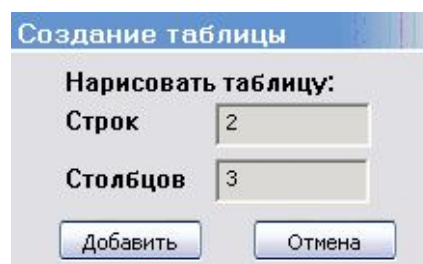 Создание таблицы
Нарисовать таблицу:
Строк 2
Столбцов 3
Добавить Отмена